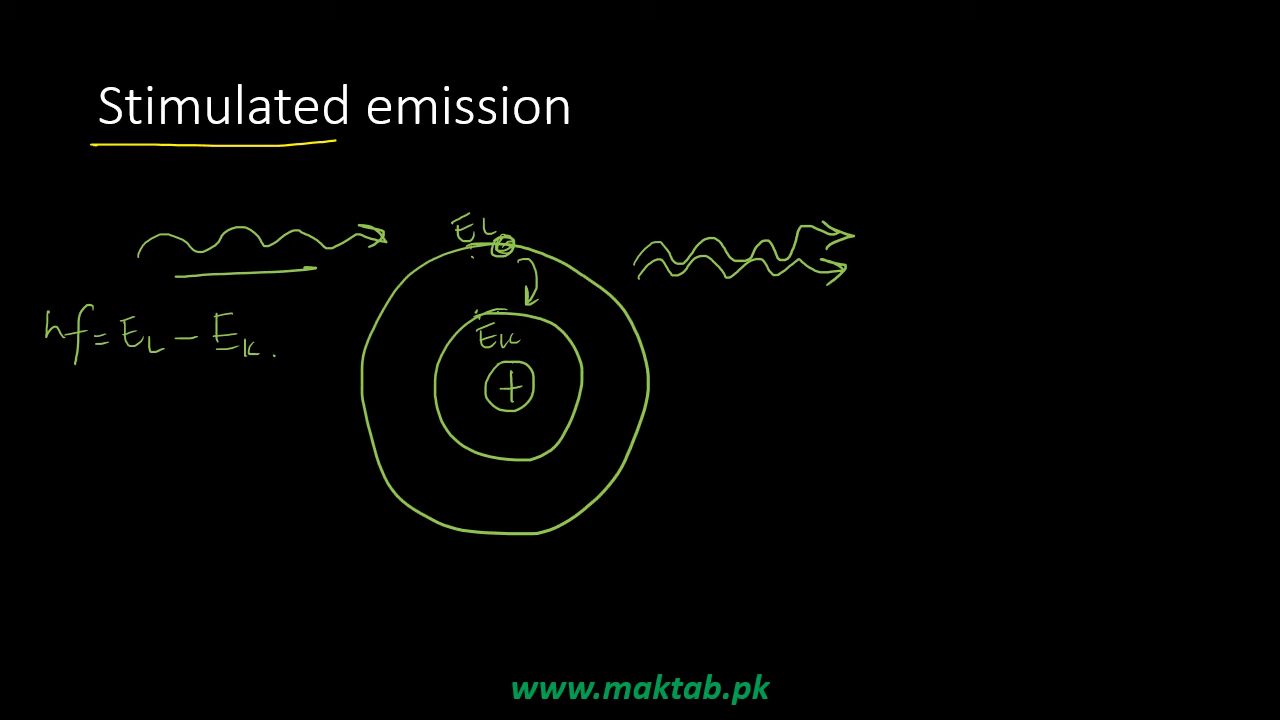 Stimulated emission
EL
hf = EL - EK.
EK
+
www.maktab.pk